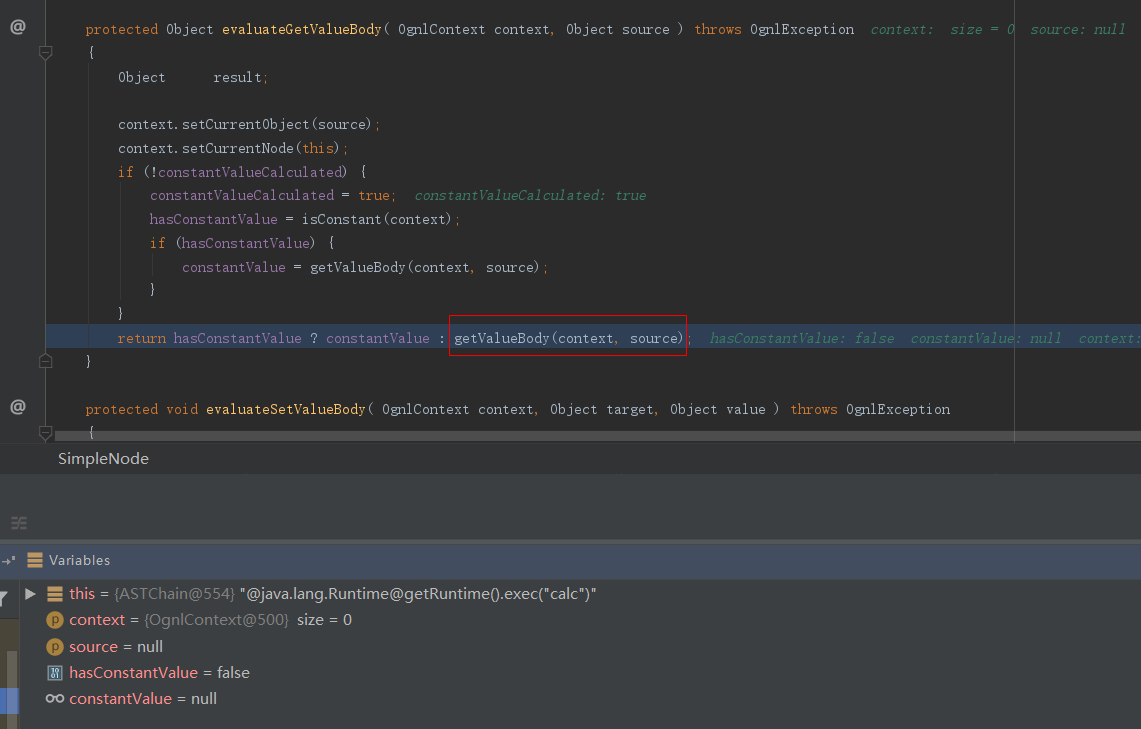 @
protected Object evaluateGetValueBody( OgnlContext context, Object source ) throws OgnlException  context:  size = 0  source: null
{
Object      result;
context.setCurrentObject(source);
context.setCurrentNode(this);
if (!constantValueCalculated) {
constantValueCalculated = true;  constantValueCalculated: true
hasConstantValue = isConstant(context);
if (hasConstantValue) {
constantValue = getValueBody(context, source);
}
}
return hasConstantValue ? constantValue : getValueBody(context, source);  hasConstantValue: false  constantValue: null  context:
}
@
protected void evaluateSetValueBody( OgnlContext context, Object target, Object value ) throws OgnlException
{
SimpleNode
Variables
this = {ASTChain@554} "@java.lang.Runtime@getRuntime().exec("calc")"
p context = {OgnlContext@500}  size = 0
p source = null
hasConstantValue = false
constantValue = null